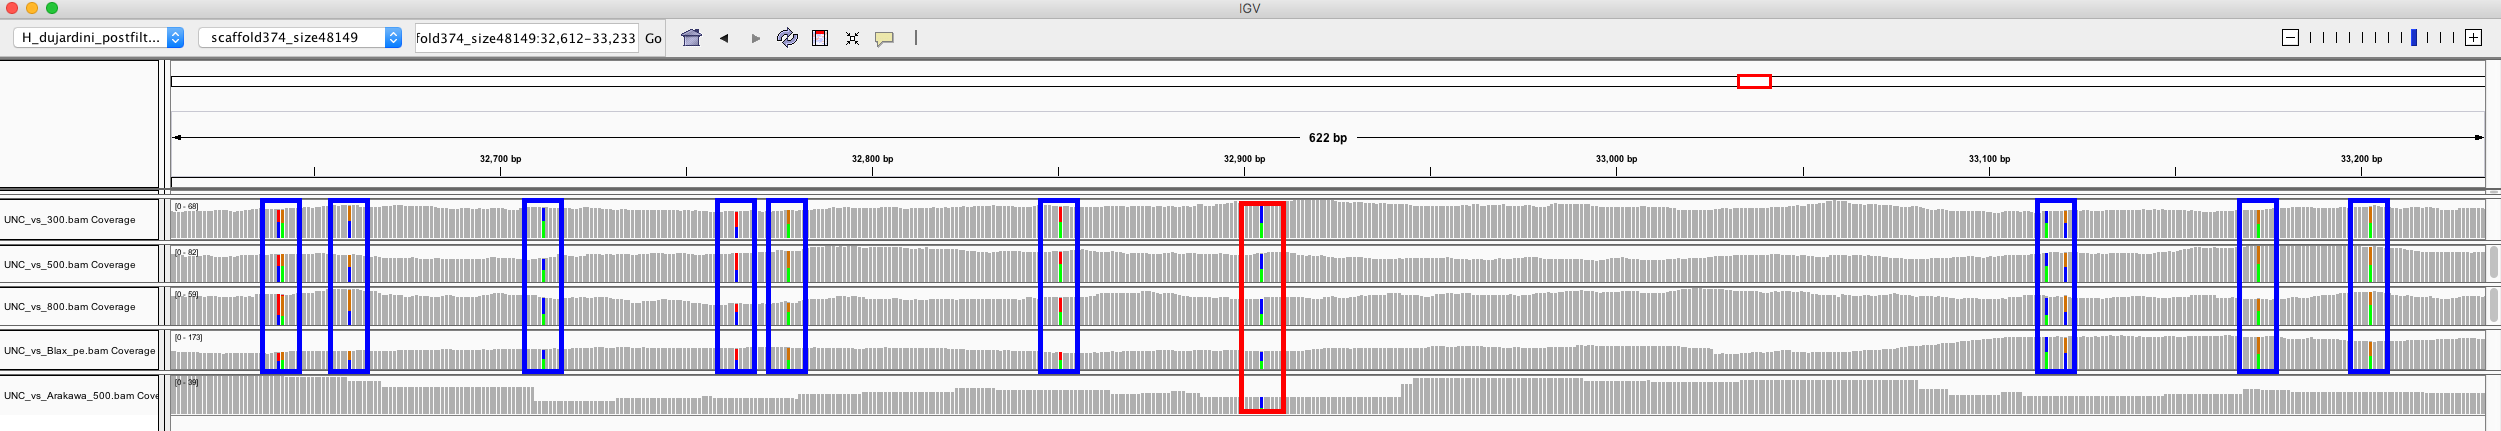 IGV
H_dujardini_postfilt... scaffold374_size48149 fold374_size48149:32,612-33,233 Go
622 bp
32,700 bp 32,800 bp 32,900 bp 33,000 bp 33,100 bp 33,200 bp
[0 - 68]
UNC_vs_300.bam Coverage
[0 - 82]
UNC_vs_500.bam Coverage
[0 - 59]
UNC_vs_800.bam Coverage
[0 - 173]
UNC_vs_Blax_pe.bam Coverage
[0 - 39]
UNC_vs_Arakawa_500.bam Cove